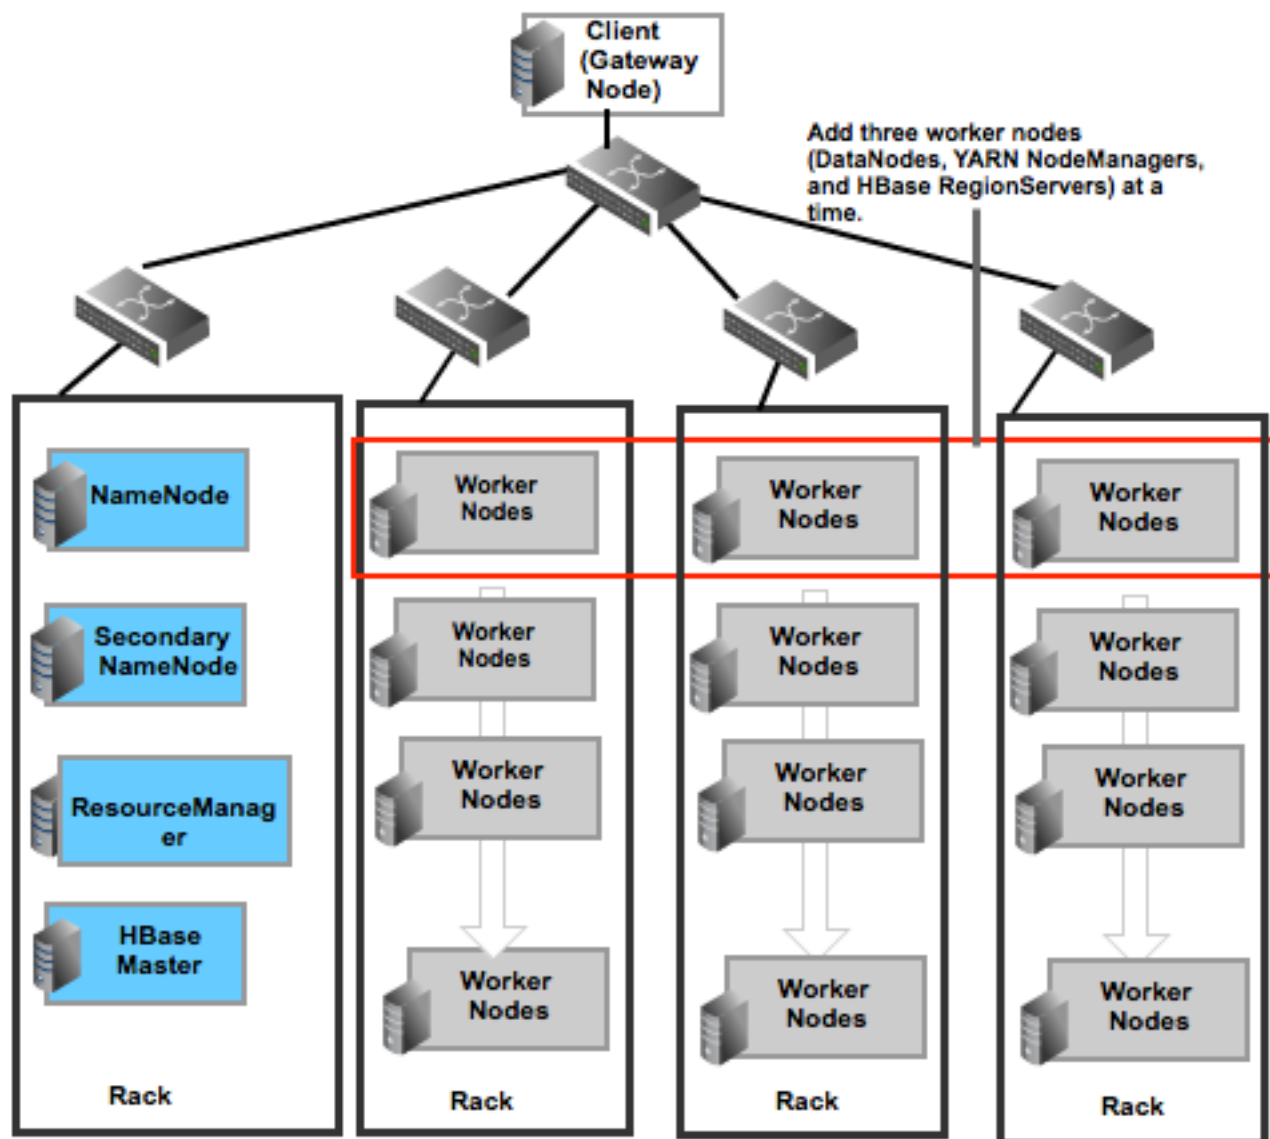 Client
(Gateway
Node)
Add three worker nodes
(DataNodes, YARN NodeManagers,
and HBase RegionServers) at a
time.
NameNode
Secondary
NameNode
ResourceManag
er
HBase
Master
Rack
Worker
Nodes
Worker
Nodes
Worker
Nodes
Worker
Nodes
Rack
Worker
Nodes
Worker
Nodes
Worker
Nodes
Worker
Nodes
Rack
Worker
Nodes
Worker
Nodes
Worker
Nodes
Worker
Nodes
Rack